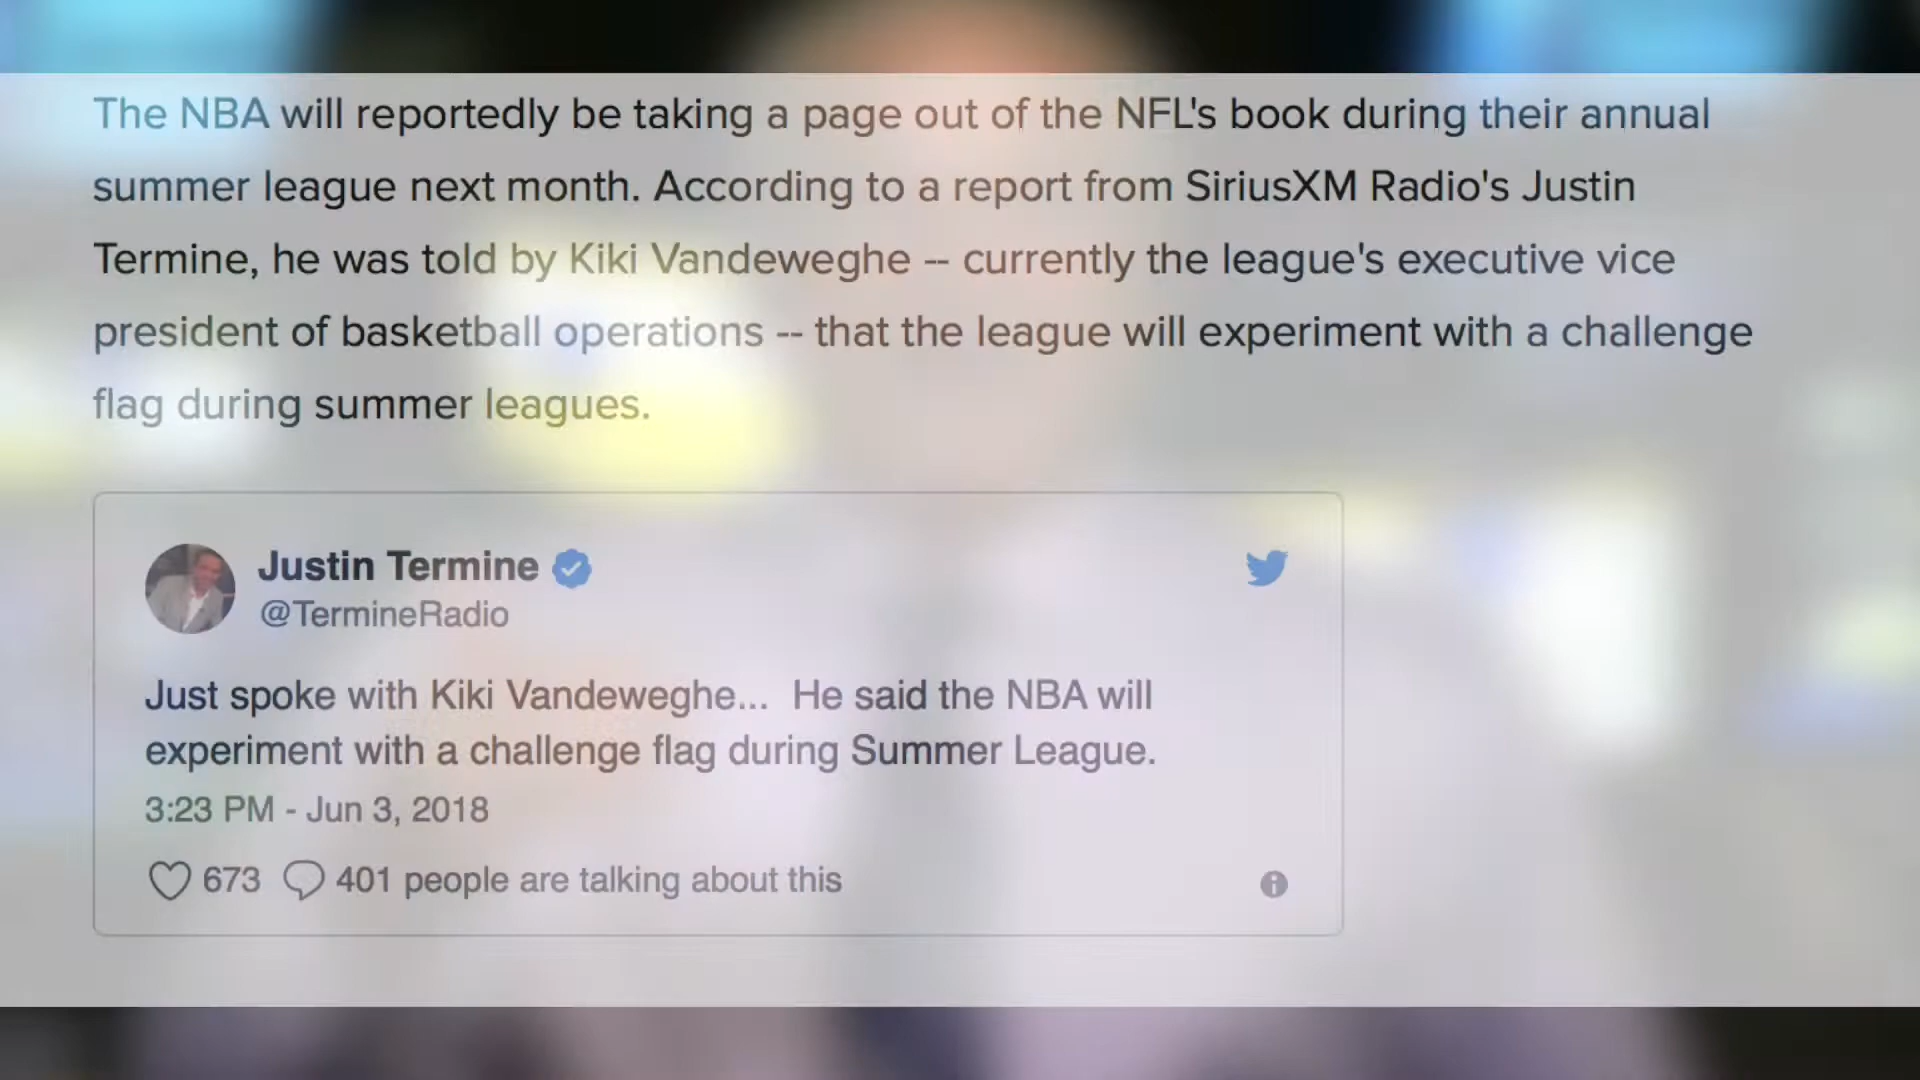 The NBA will reportedly be taking a page out of the NFL's book during their annual
summer league next month. According to a report from SiriusXM Radio's Justin
Termine, he was told by Kiki Vandeweghe -- currently the league's executive vice
president of basketball operations -- that the league will experiment with a challenge
flag during summer leagues.
Justin Termine
@TermineRadio
Just spoke with Kiki Vandeweghe... He said the NBA will
experiment with a challenge flag during Summer League.
3:23 PM - Jun 3, 2018
673 401 people are talking about this